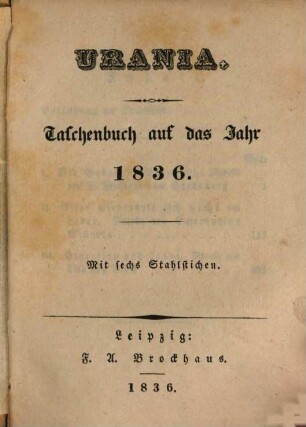 URANIA.
Taschenbuch auf das Jahr
1836.
Mit sechs Stahlstichen.
Leipzig:
F. A. Brockhaus.
1836.